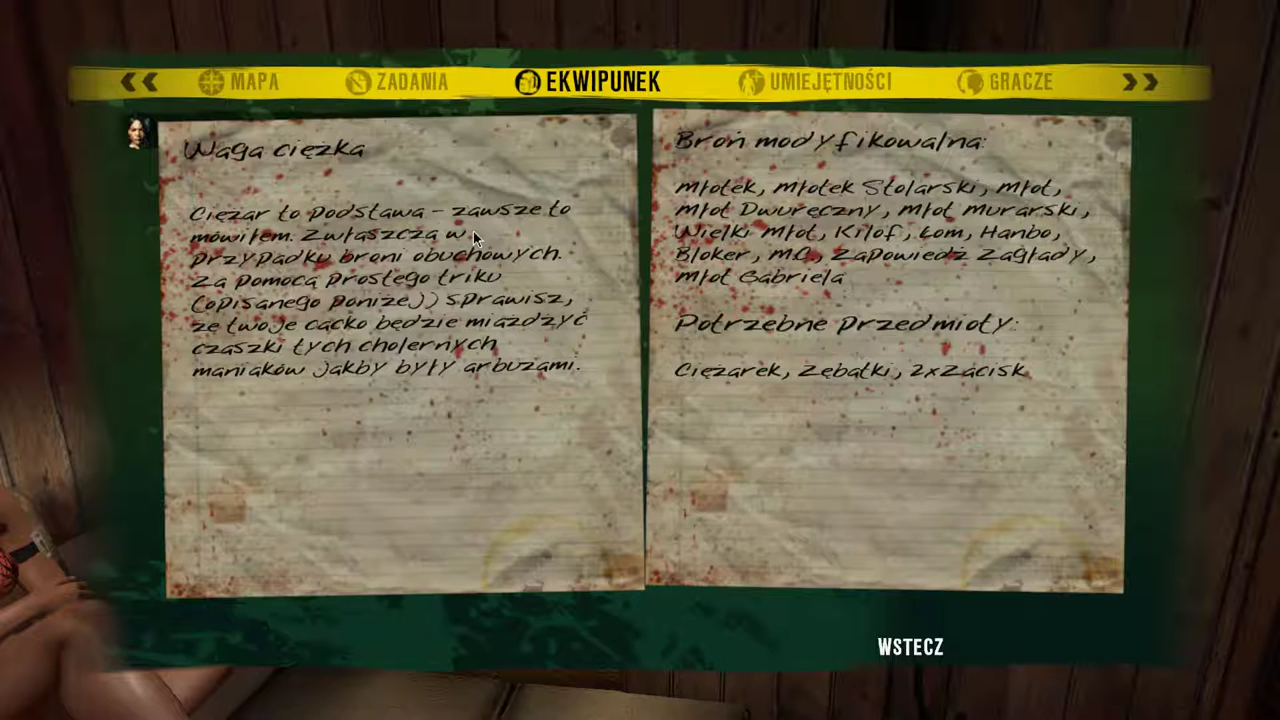 MAPA ZADANIA EKWIPUNEK UMIEJĘTNOŚCI GRACZE
Waga ciężka
Ciężar to podstawa - zawsze to
mówiłem. Zwłaszcza w
przypadku broni obuchowych.
Za pomocą prostego triku
(opisanego poniżej) sprawisz,
że twoje cacko będzie miażdżyć
czaszki tych cholernych
maniaków jakby były arbuzami.
Broń modyfikowalna:
młotek, młotek Stolarski, młot,
młot Dwuręczny, młot murarski,
Wielki młot, Kilof, Łom, Hanbo,
Bloker, M.C., Zapowiedź Zagłady,
młot Gabriela
Potrzebne przedmioty:
Ciężarek, Zębatki, 2xZacisk
WSTECZ